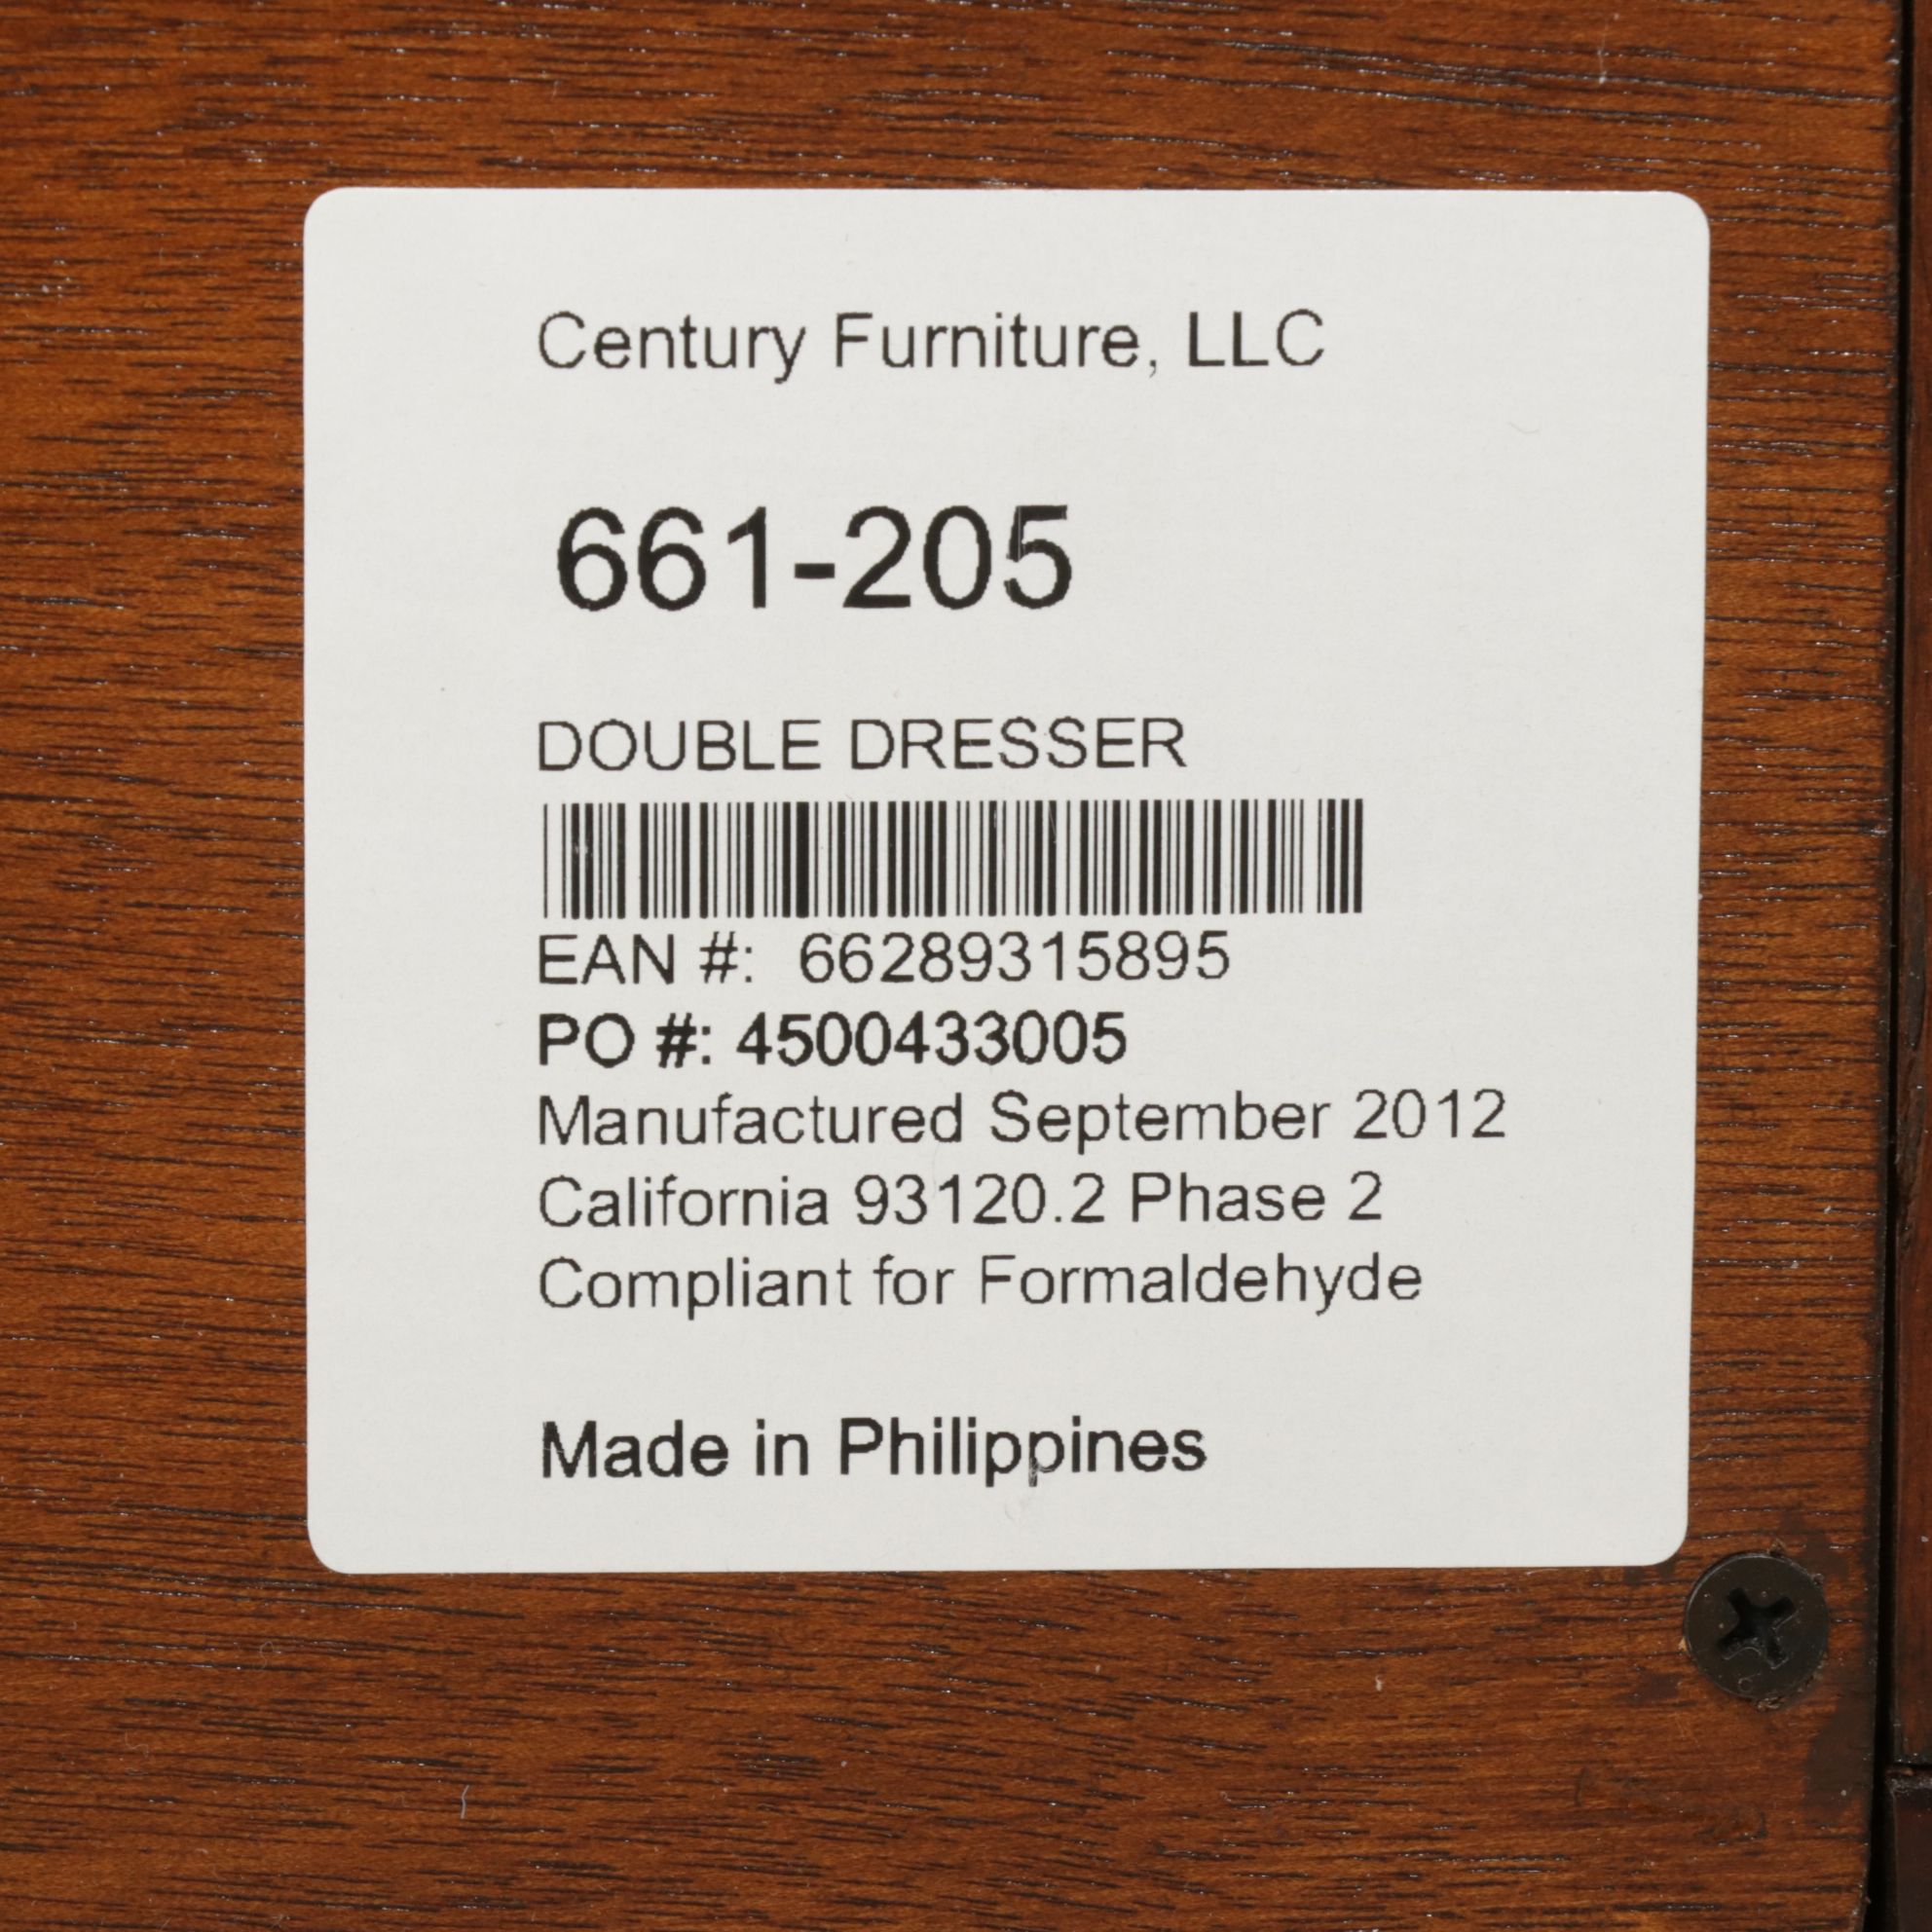 Century Furniture, LLC
661-205
DOUBLE DRESSER
EAN #: 66289315895
PO #: 4500433005
Manufactured September 2012
California 93120.2 Phase 2
Compliant for Formaldehyde
Made in Philippines